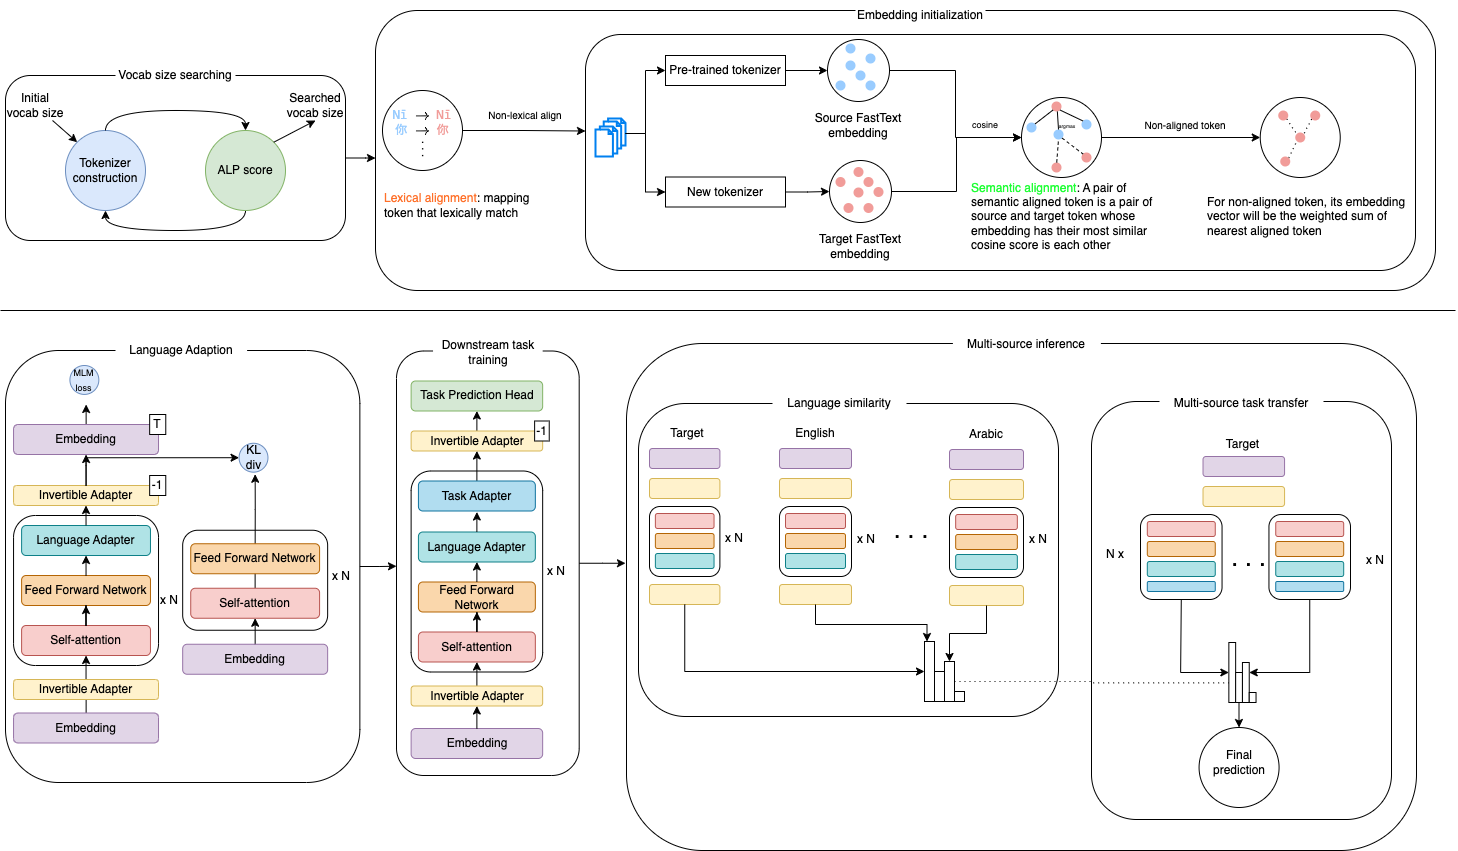 Vocab size searching
Initial
vocab size
Searched
vocab size
Tokenizer
construction
ALP score
Embedding initialization
Nǐ → Nǐ
你 → 你
Lexical alignment: mapping
token that lexically match
Non-lexical align
Pre-trained tokenizer
New tokenizer
Source FastText
embedding
Target FastText
embedding
cosine
argmax
Semantic alignment: A pair of
semantic aligned token is a pair of
source and target token whose
embedding has their most similar
cosine score is each other
Non-aligned token
For non-aligned token, its embedding
vector will be the weighted sum of
nearest aligned token
Language Adaption
MLM
loss
Embedding
T
KL
div
Invertible Adapter
-1
Language Adapter
Feed Forward Network
Self-attention
x N
Invertible Adapter
Embedding
Feed Forward Network
Self-attention
x N
Embedding
Downstream task
training
Task Prediction Head
Invertible Adapter
-1
Task Adapter
Language Adapter
Feed Forward
Network
Self-attention
x N
Invertible Adapter
Embedding
Multi-source inference
Language similarity
Target
English
Arabic
x N
x N
. . .
x N
Multi-source task transfer
Target
N x
. . .
x N
Final
prediction